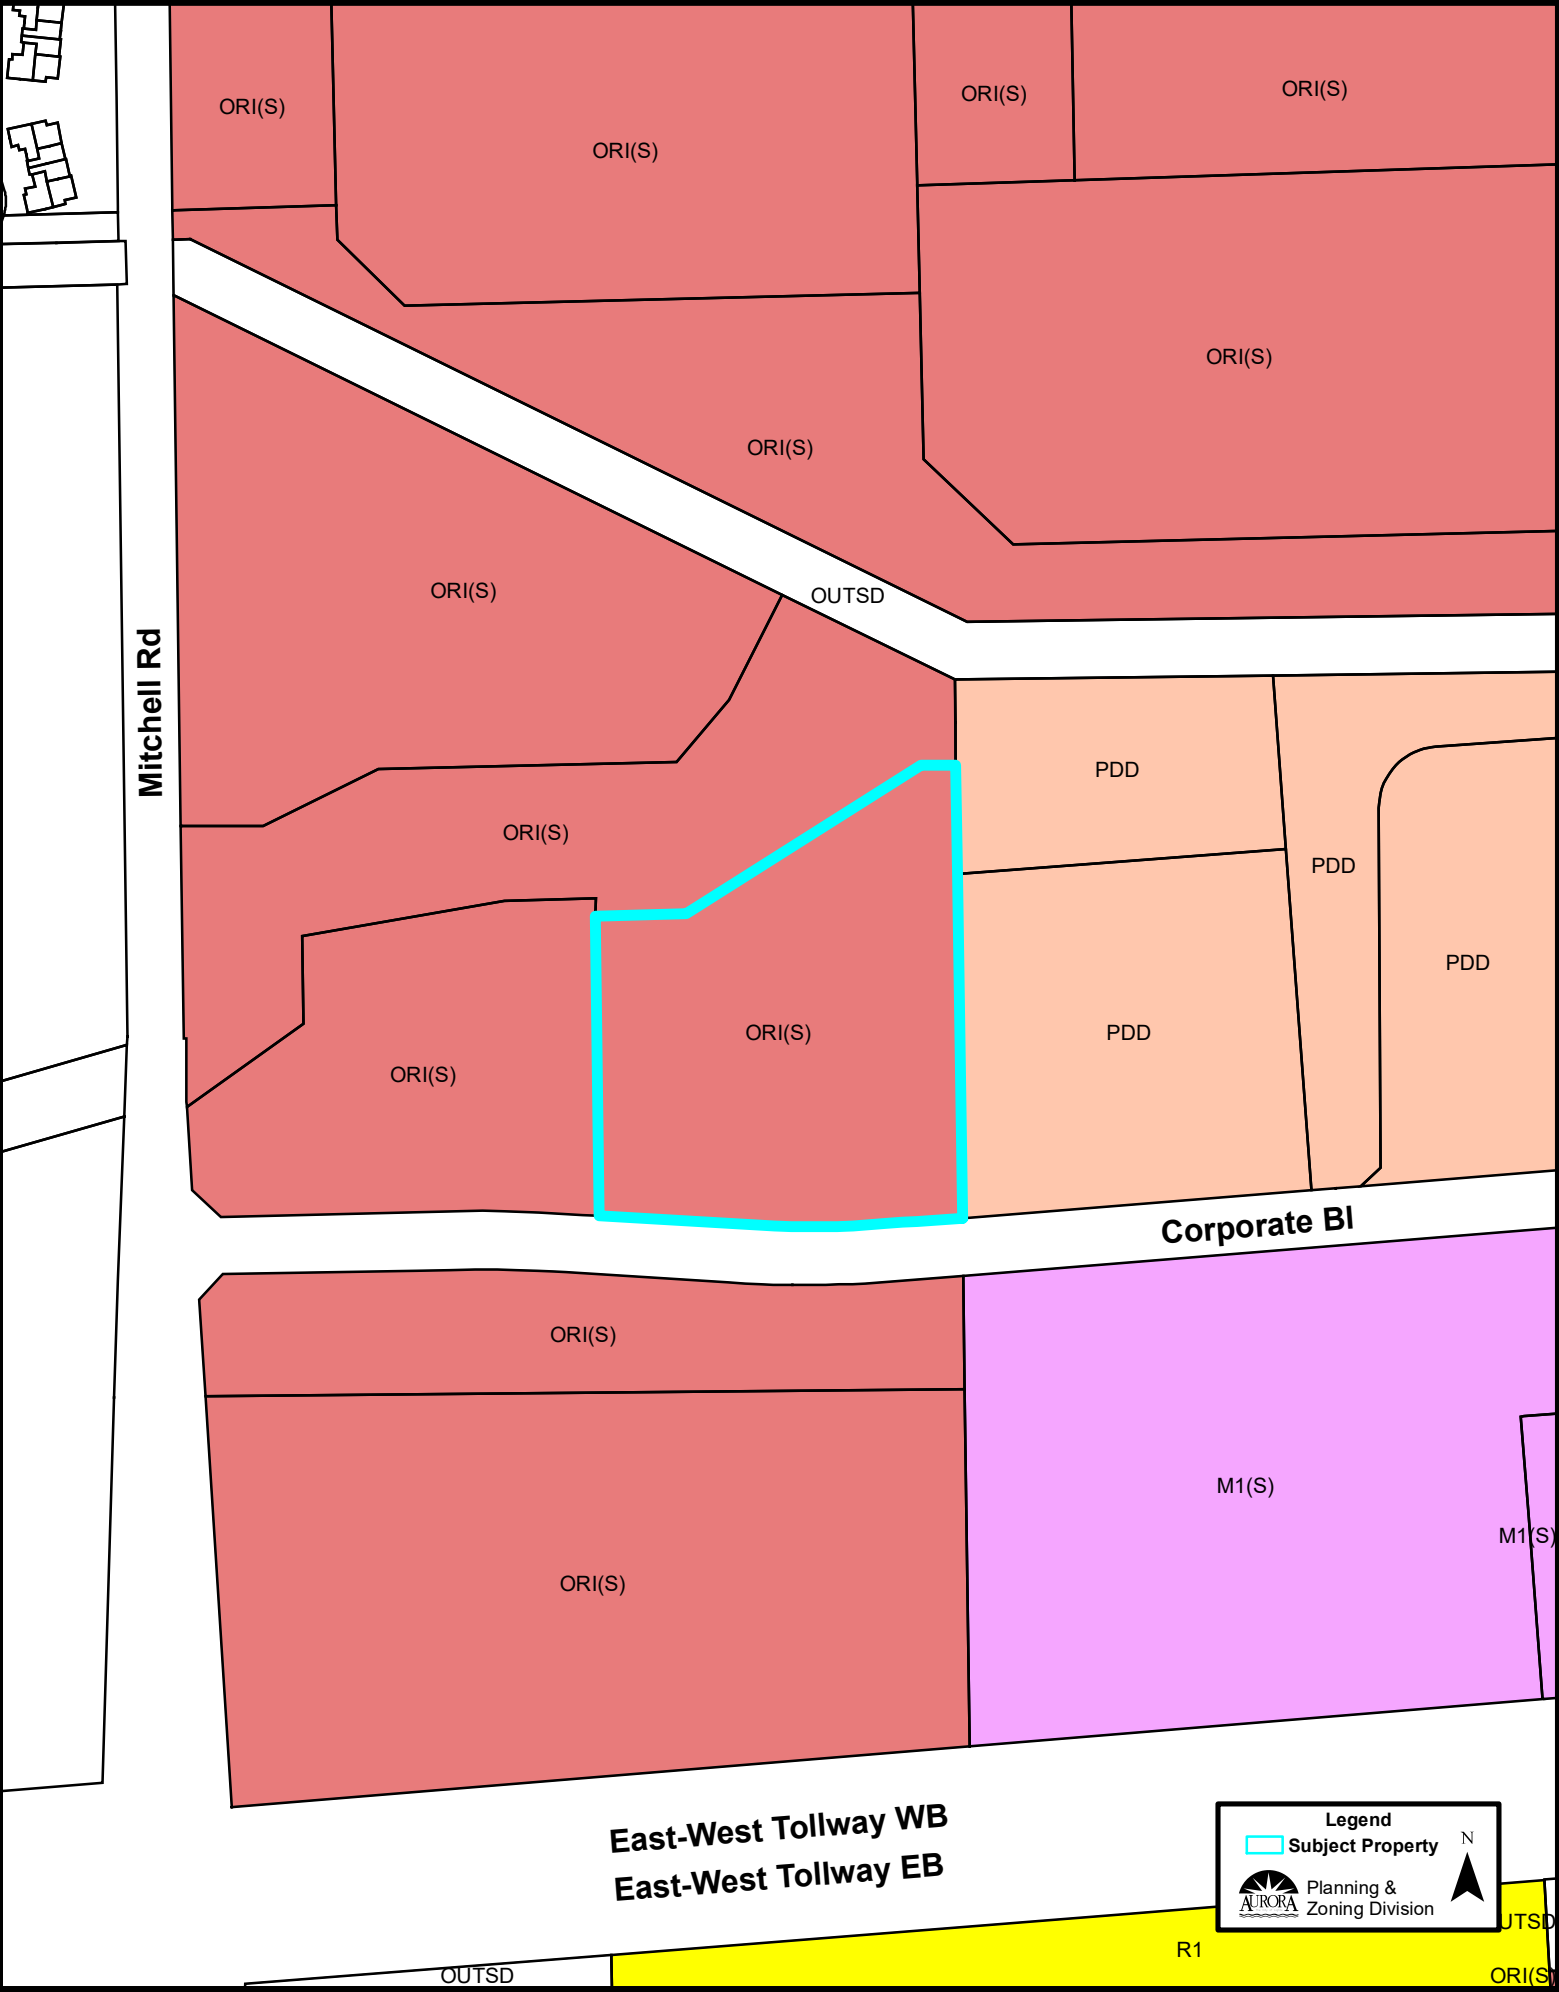 ORI(S)
ORI(S)
ORI(S)
ORI(S)
ORI(S)
ORI(S)
ORI(S)
OUTSD
Mitchell Rd
PDD
ORI(S)
PDD
PDD
ORI(S)
PDD
ORI(S)
Corporate Bl
ORI(S)
M1(S)
M1(S)
ORI(S)
East-West Tollway WB
East-West Tollway EB
Legend
Subject Property
N
AURORA
Planning &
Zoning Division
UTSD
R1
OUTSD
ORI(S)